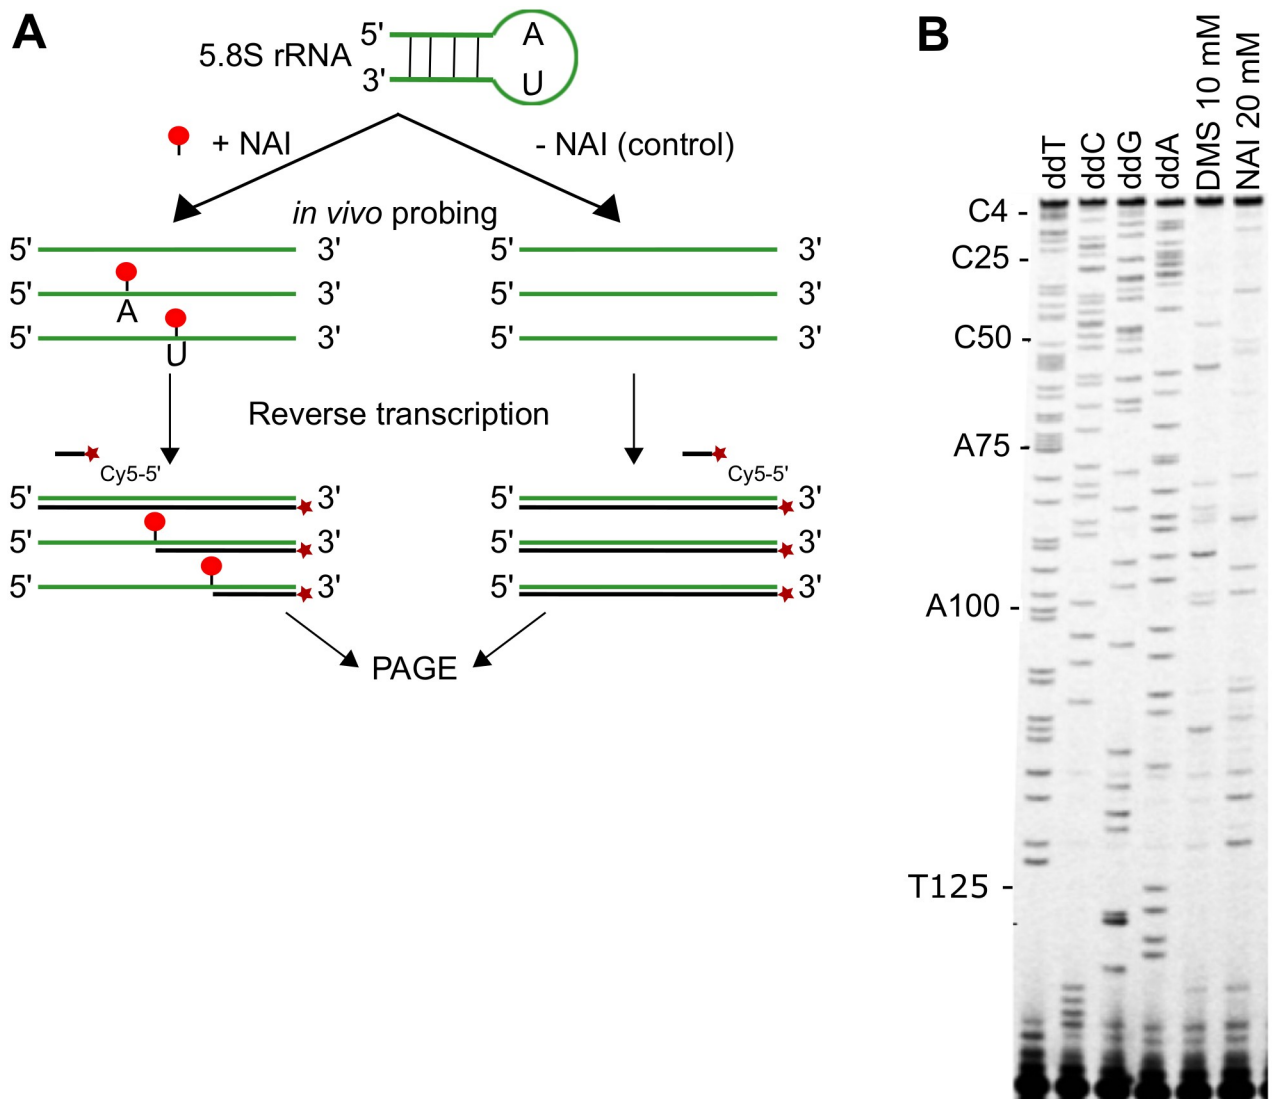 A
5'
5.8S rRNA
3'
A
U
+ NAI
- NAI (control)
in vivo probing
5' 3' 5' 3'
5' 3' 5' 3'
A
5' 3' 5' 3'
U
Reverse transcription
Cy5-5' Cy5-5'
5' 3' 5' 3'
5' 3' 5' 3'
5' 3' 5' 3'
PAGE
B
ddT
ddC
ddG
ddA
DMS 10 mM
NAI 20 mM
C4 -
C25 -
C50 -
A75 -
A100 -
T125 -
-